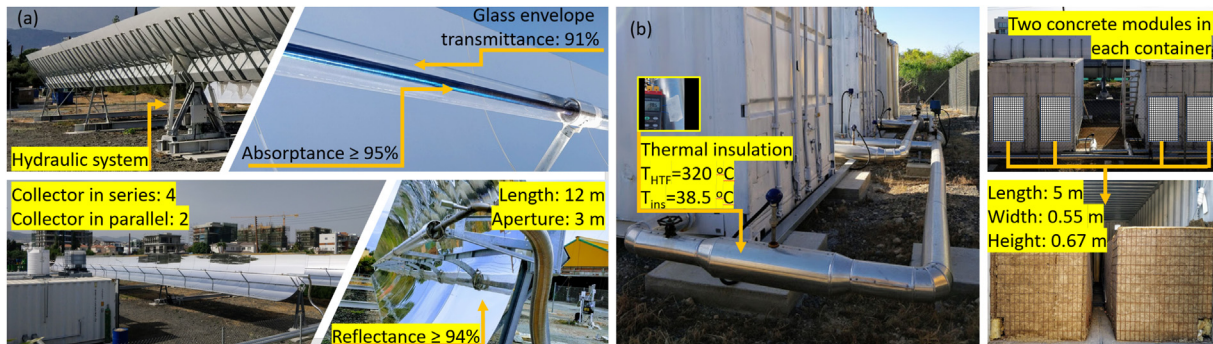 (a)
Glass envelope
transmittance: 91%
Hydraulic system
Absorptance ≥ 95%
Collector in series: 4
Collector in parallel: 2
Length: 12 m
Aperture: 3 m
Reflectance ≥ 94%
(b)
Thermal insulation
T_HTF=320 ºC
T_ins=38.5 ºC
Two concrete modules in
each container
Length: 5 m
Width: 0.55 m
Height: 0.67 m